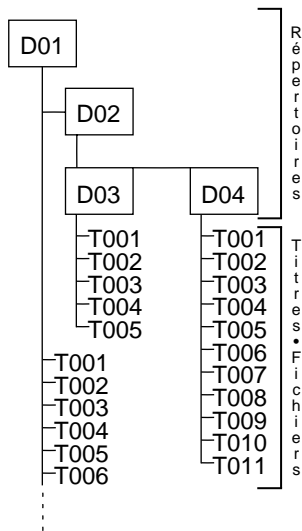 D01
D02
D03
D04
T001
T002
T003
T004
T005
T001
T002
T003
T004
T005
T006
T007
T008
T009
T010
T011
T001
T002
T003
T004
T005
T006
Répertoires
Titres•Fichiers